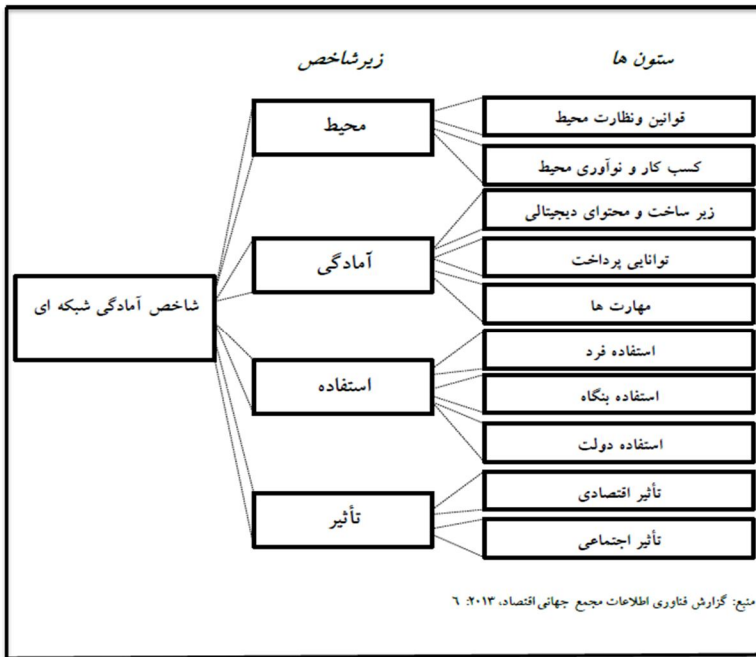 زیرشاخص
ستون ها
شاخص آمادگی شبکه ای
محیط
قوانین ونظارت محیط
کسب کار و نوآوری محیط
آمادگی
زیر ساخت و محتوای دیجیتالی
توانایی پرداخت
مهارت ها
استفاده
استفاده فرد
استفاده بنگاه
استفاده دولت
تأثیر
تأثیر اقتصادی
تأثیر اجتماعی
منبع: گزارش فناوری اطلاعات مجمع جهانی اقتصاد، ۲۰۱۳: ۶